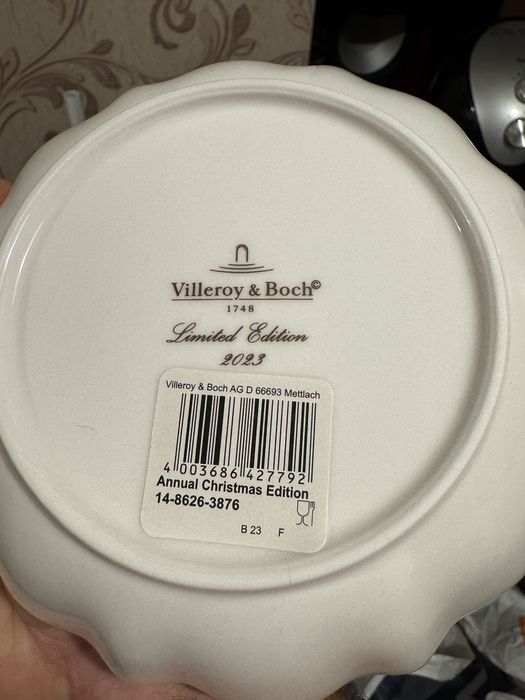 Villeroy & Boch©
1748
Limited Edition
2023
Villeroy & Boch AG D 66693 Mettlach
4 003686 427792
Annual Christmas Edition
14-8626-3876
B 23 F